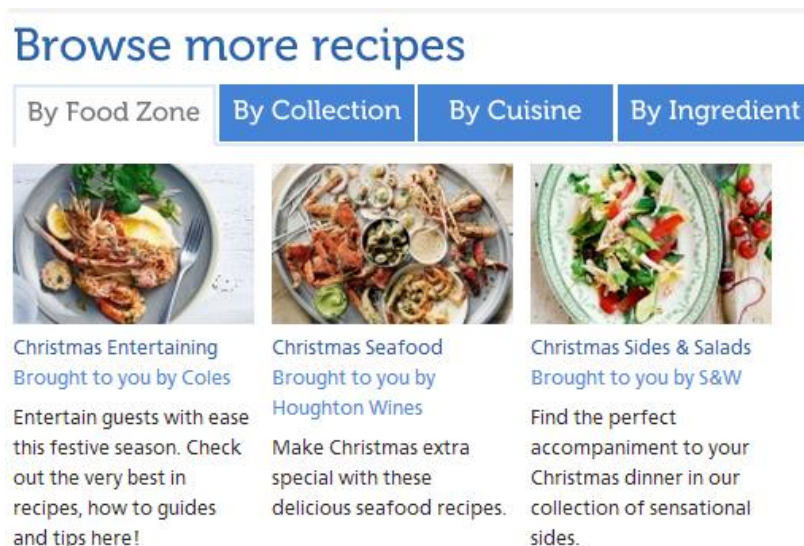 Browse more recipes
By Food Zone
By Collection
By Cuisine
By Ingredient
Christmas Entertaining
Brought to you by Coles
Entertain guests with ease
this festive season. Check
out the very best in
recipes, how to guides
and tips here!
Christmas Seafood
Brought to you by
Houghton Wines
Make Christmas extra
special with these
delicious seafood recipes.
Christmas Sides & Salads
Brought to you by S&W
Find the perfect
accompaniment to your
Christmas dinner in our
collection of sensational
sides.